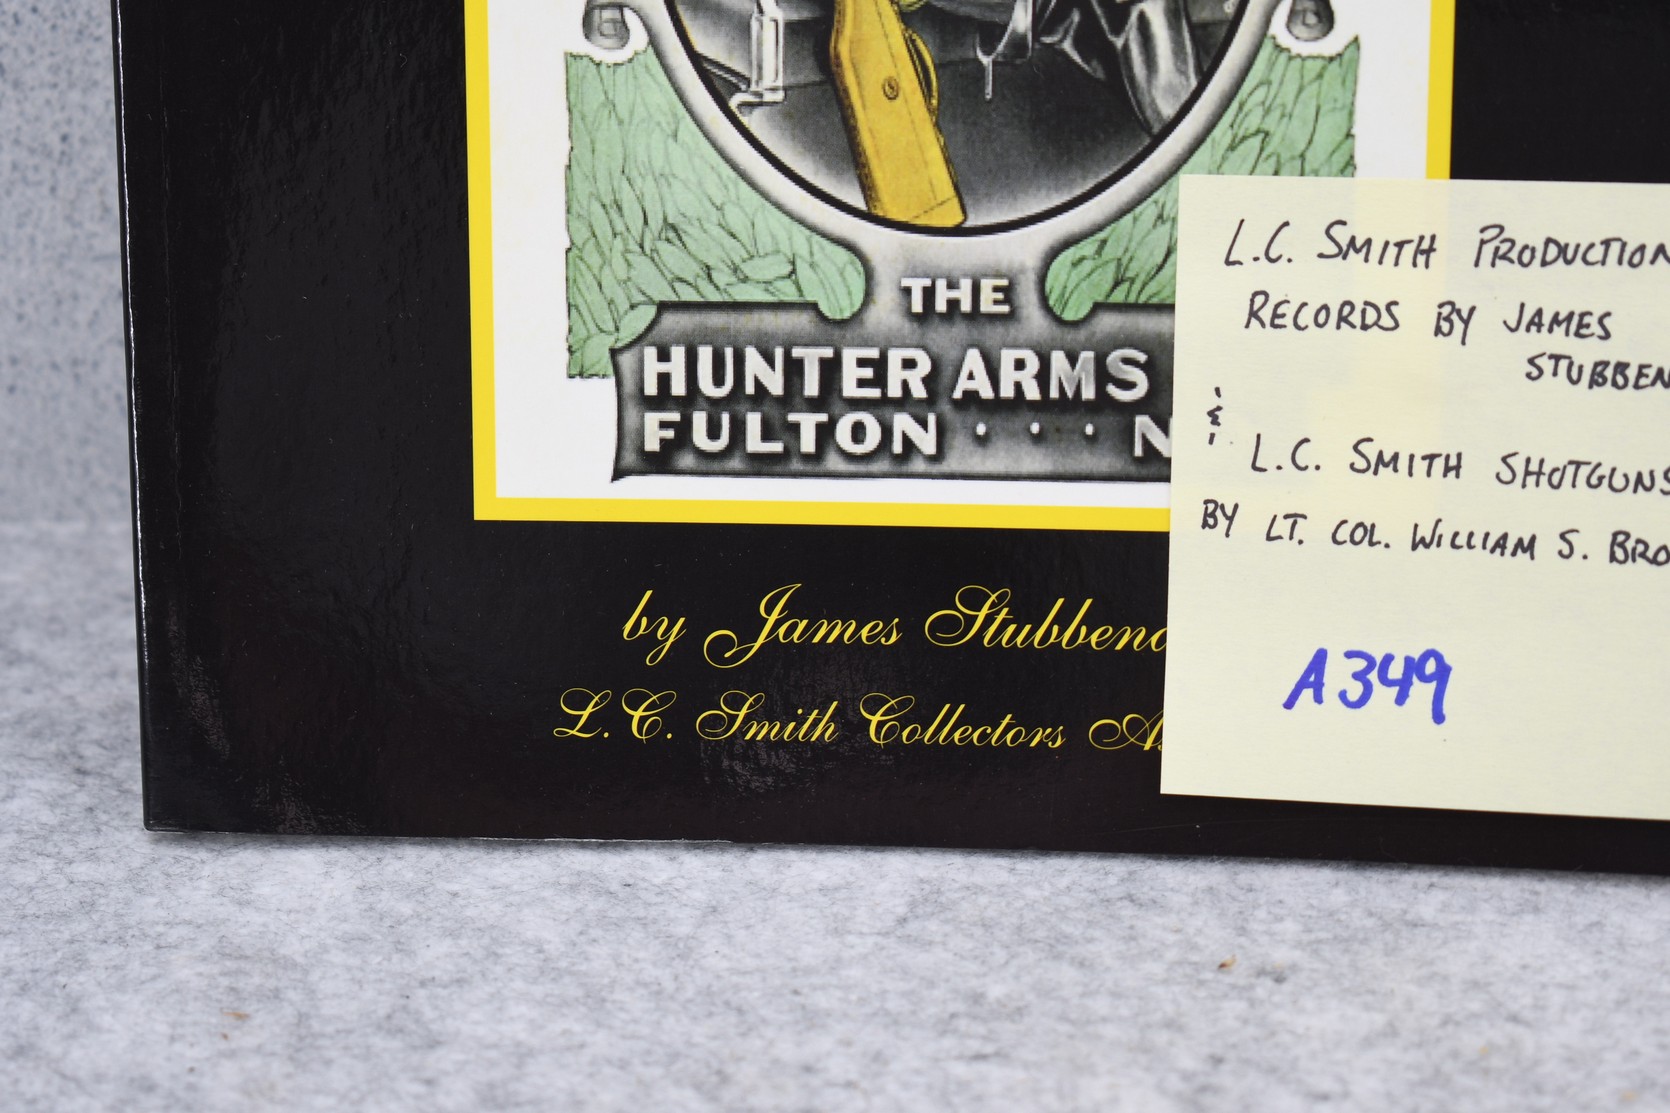 THE
HUNTER ARMS
FULTON · · · N
by James Stubbend
L.C. Smith Collectors As
L.C. SMITH PRODUCTION
RECORDS BY JAMES
STUBBEN
&
L.C. SMITH SHOTGUNS
BY LT. COL. WILLIAM S. BRO
A349